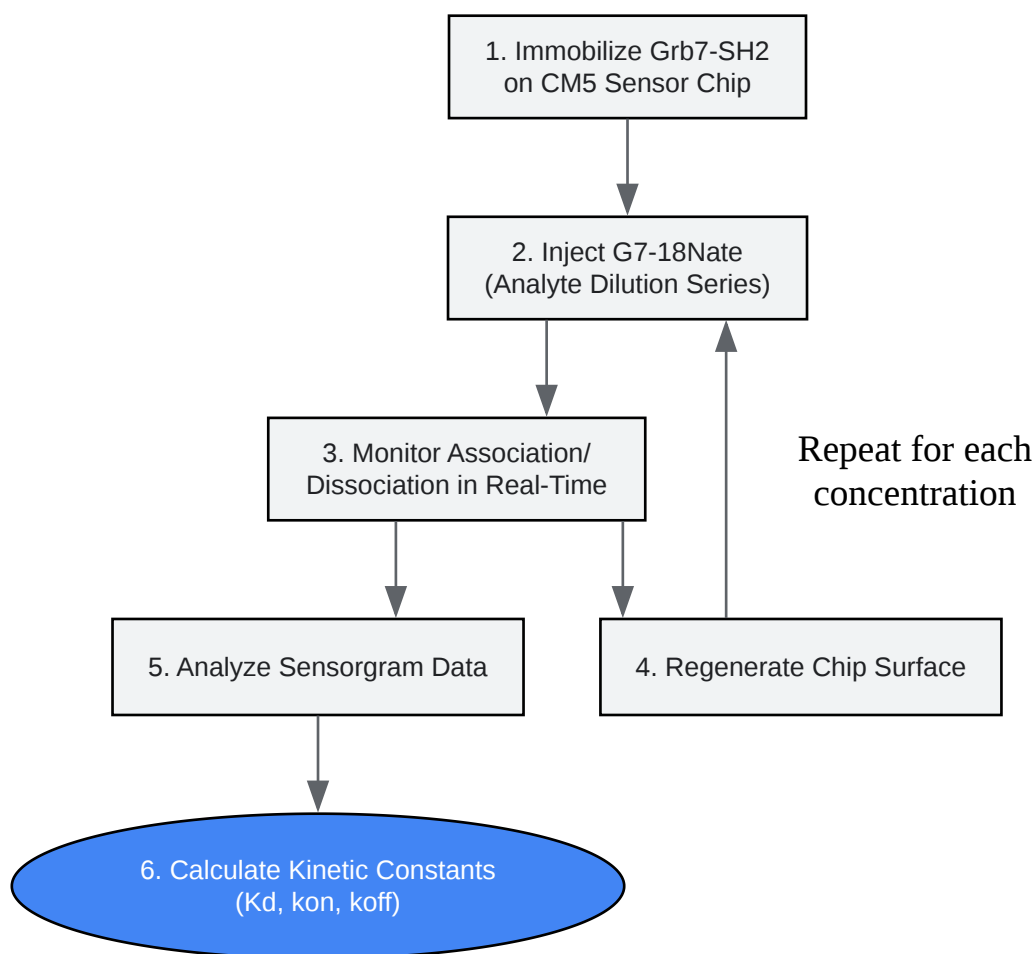 1. Immobilize Grb7-SH2
on CM5 Sensor Chip
2. Inject G7-18Nate
(Analyte Dilution Series)
3. Monitor Association/
Dissociation in Real-Time
Repeat for each
concentration
5. Analyze Sensorgram Data
4. Regenerate Chip Surface
6. Calculate Kinetic Constants
(Kd, kon, koff)